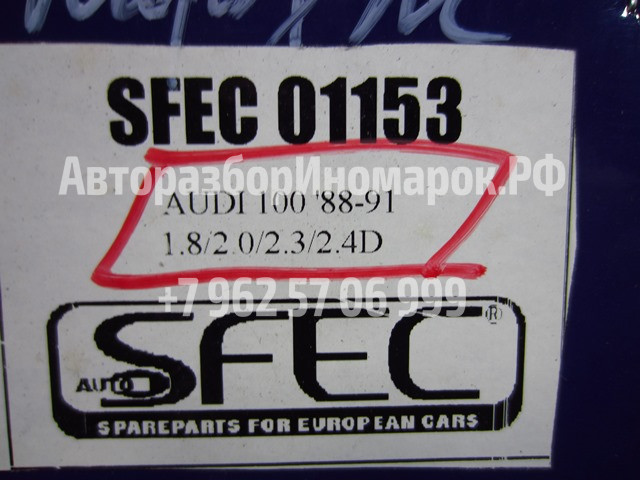 SFEC 01153
АвторазборИномарок.РФ
AUDI 100 '88-91
1.8/2.0/2.3/2.4D
+7 962 57 06 999
SFEC ®
AUTO
SPAREPARTS FOR EUROPEAN CARS